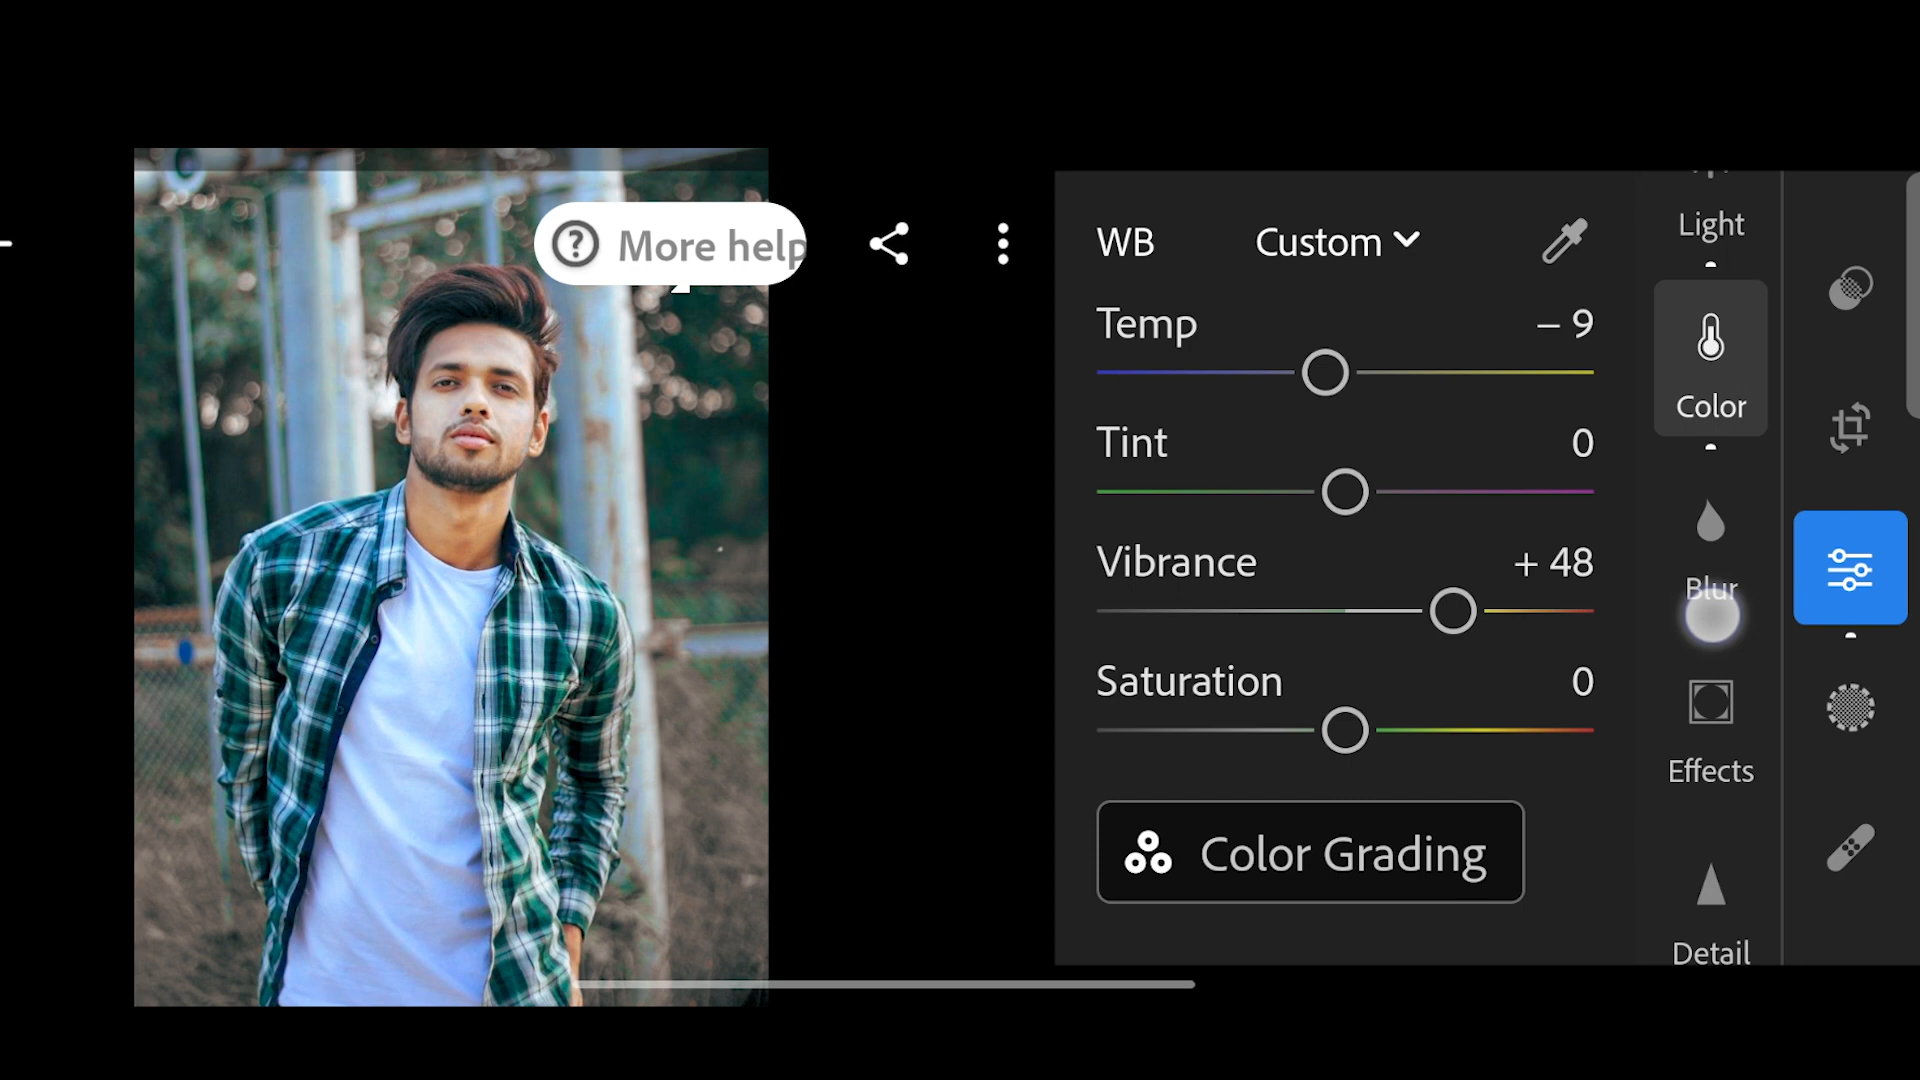 More help
WB Custom
Temp – 9
Tint 0
Vibrance + 48
Saturation 0
Color Grading
Light
Color
Blur
Effects
Detail